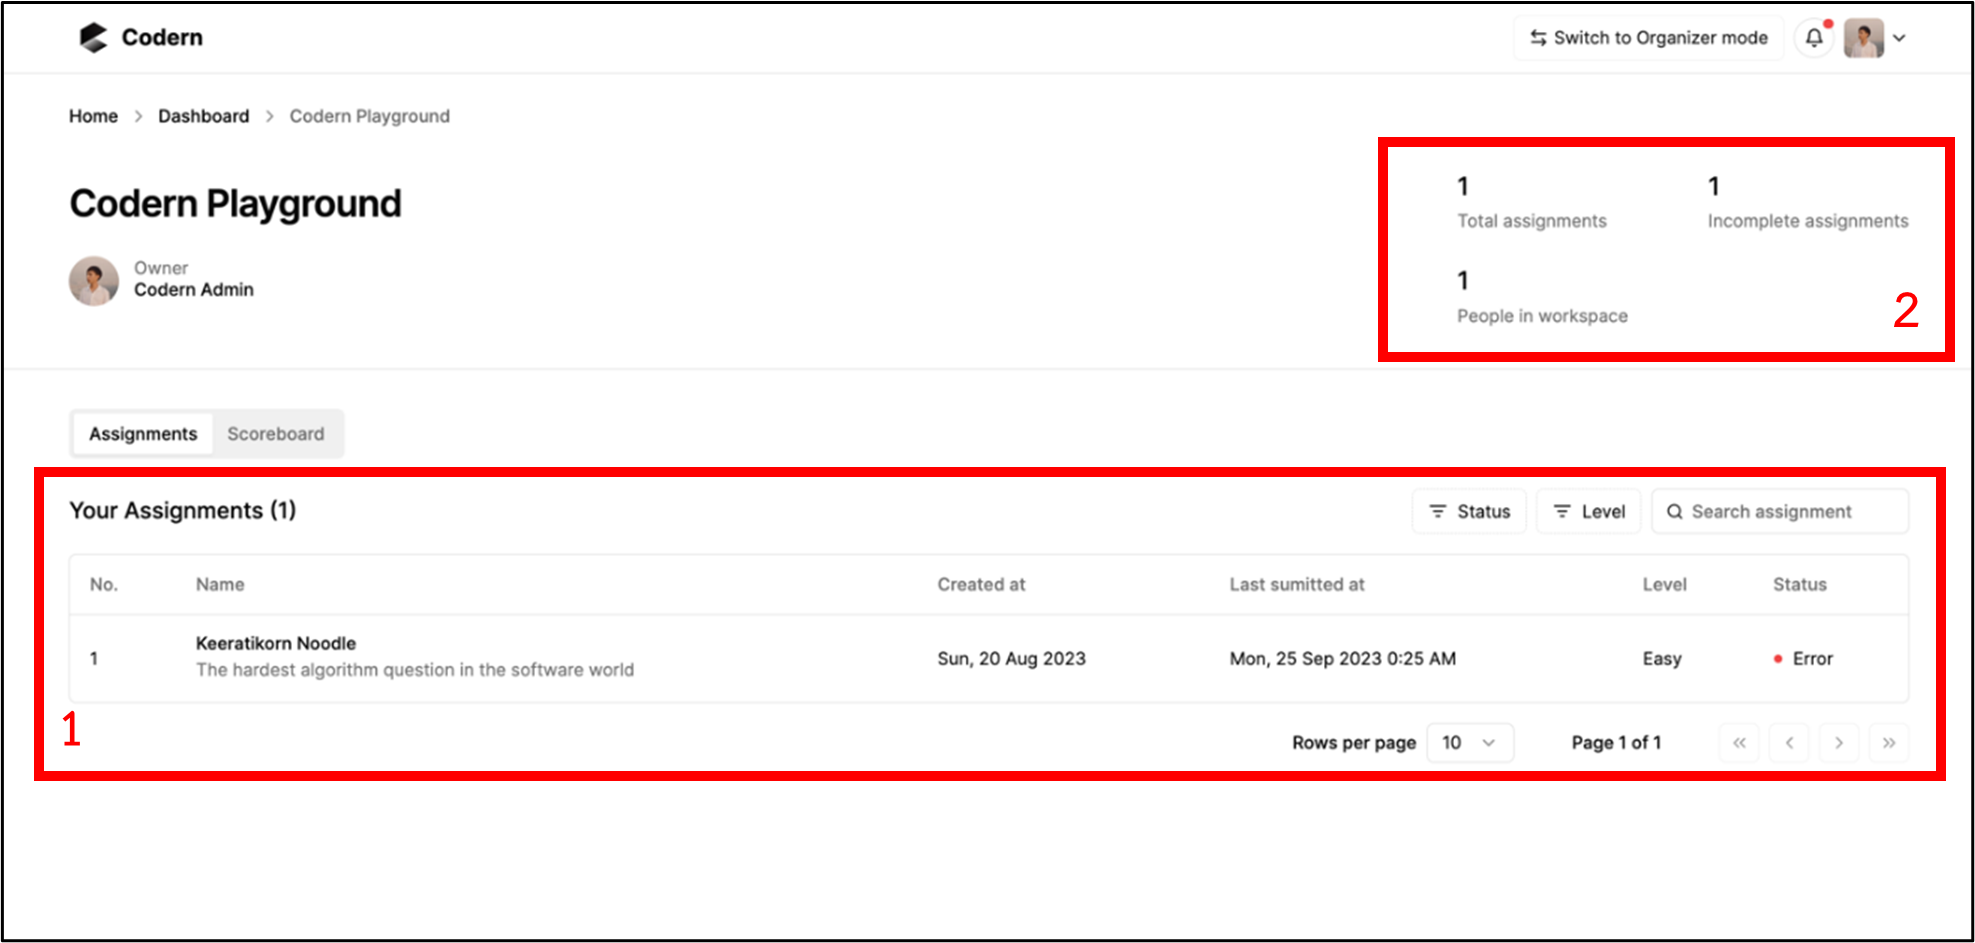 Codern
Switch to Organizer mode
Home > Dashboard > Codern Playground
Codern Playground
Owner
Codern Admin
1
Total assignments
1
Incomplete assignments
1
People in workspace
2
Assignments Scoreboard
Your Assignments (1)
Status Level Search assignment
No. Name Created at Last sumitted at Level Status
1 Keeratikorn Noodle Sun, 20 Aug 2023 Mon, 25 Sep 2023 0:25 AM Easy Error
The hardest algorithm question in the software world
1
Rows per page 10 Page 1 of 1 « ‹ › »